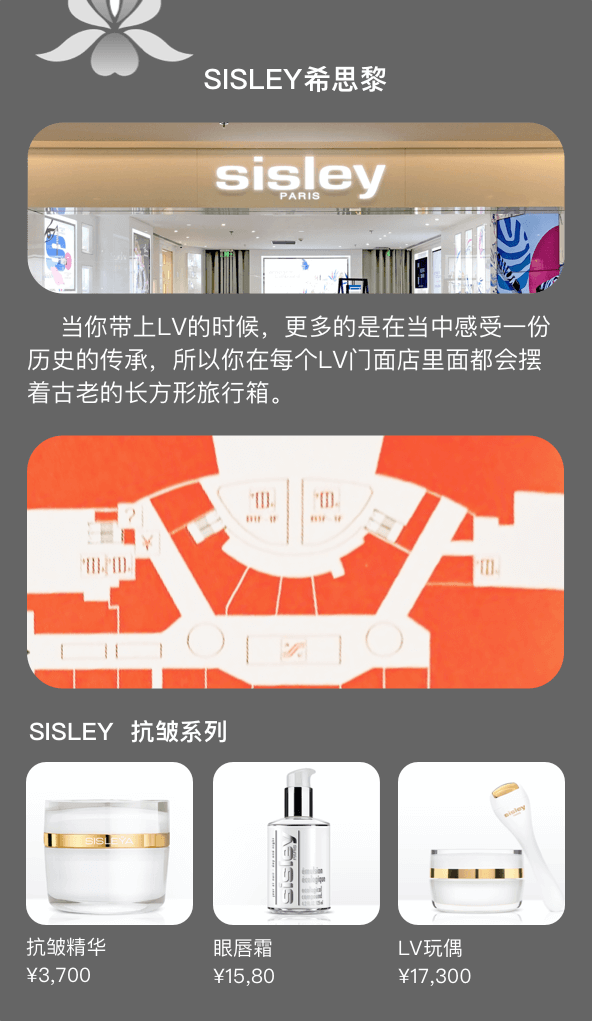 SISLEY希思黎
sisley
PARIS
当你带上LV的时候，更多的是在当中感受一份
历史的传承，所以你在每个LV门面店里面都会摆
着古老的长方形旅行箱。
SISLEY 抗皱系列
SISLEYA
sisley
sisley
抗皱精华
眼唇霜
LV玩偶
¥3,700
¥15,80
¥17,300